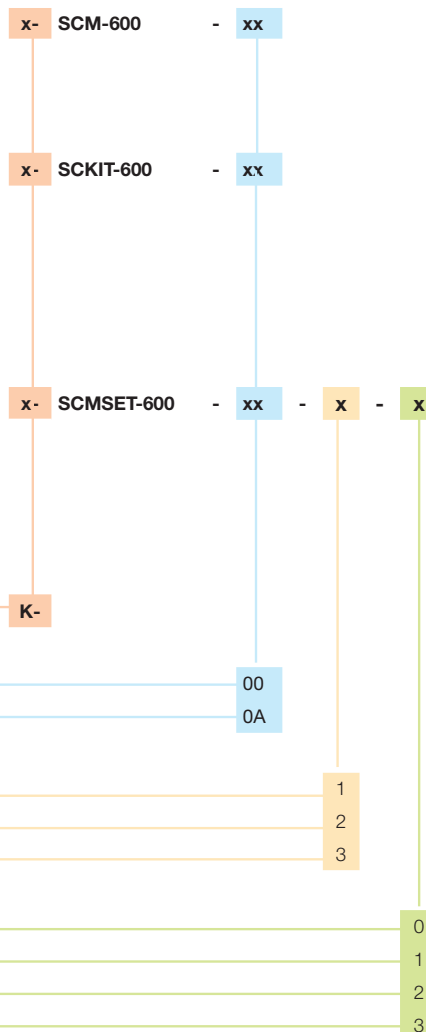 x- SCM-600 - xx
x- SCKIT-600 - xx
x- SCMSET-600 - xx - x - x
K-
00
0A
1
2
3
0
1
2
3